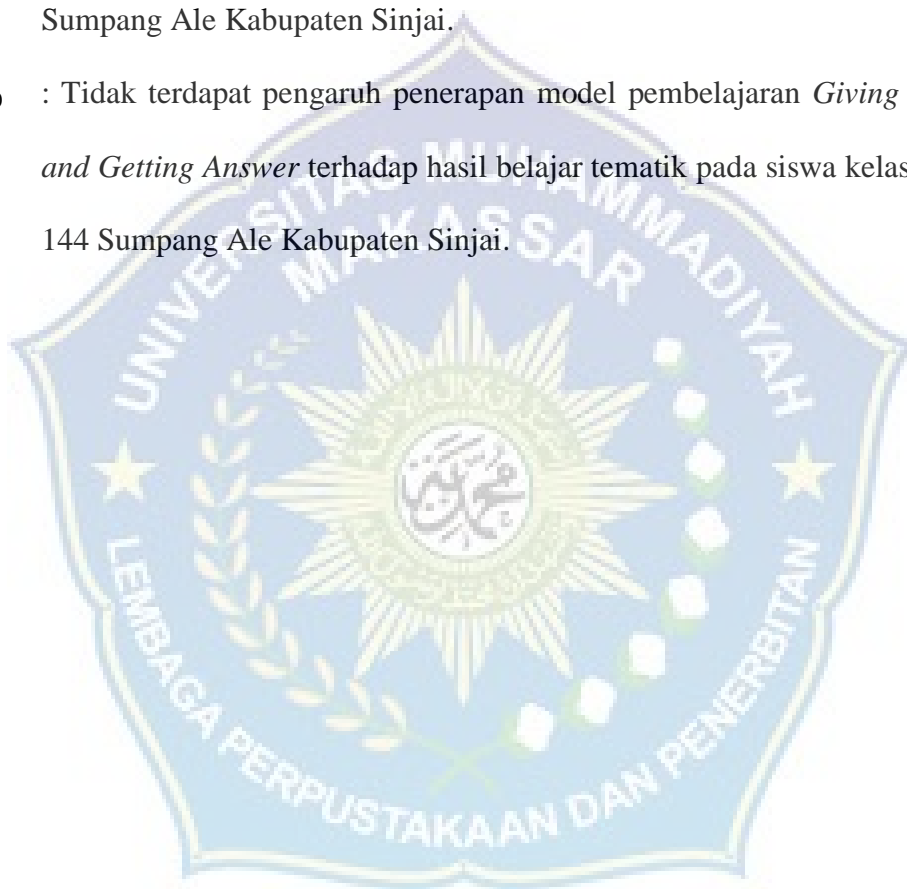 Sumpang Ale Kabupaten Sinjai.
: Tidak terdapat pengaruh penerapan model pembelajaran Giving
and Getting Answer terhadap hasil belajar tematik pada siswa kelas
144 Sumpang Ale Kabupaten Sinjai.
UNIVERSITAS MUHAMMADIYAH
MAKASSAR
LEMBAGA PERPUSTAKAAN DAN PENERBITAN